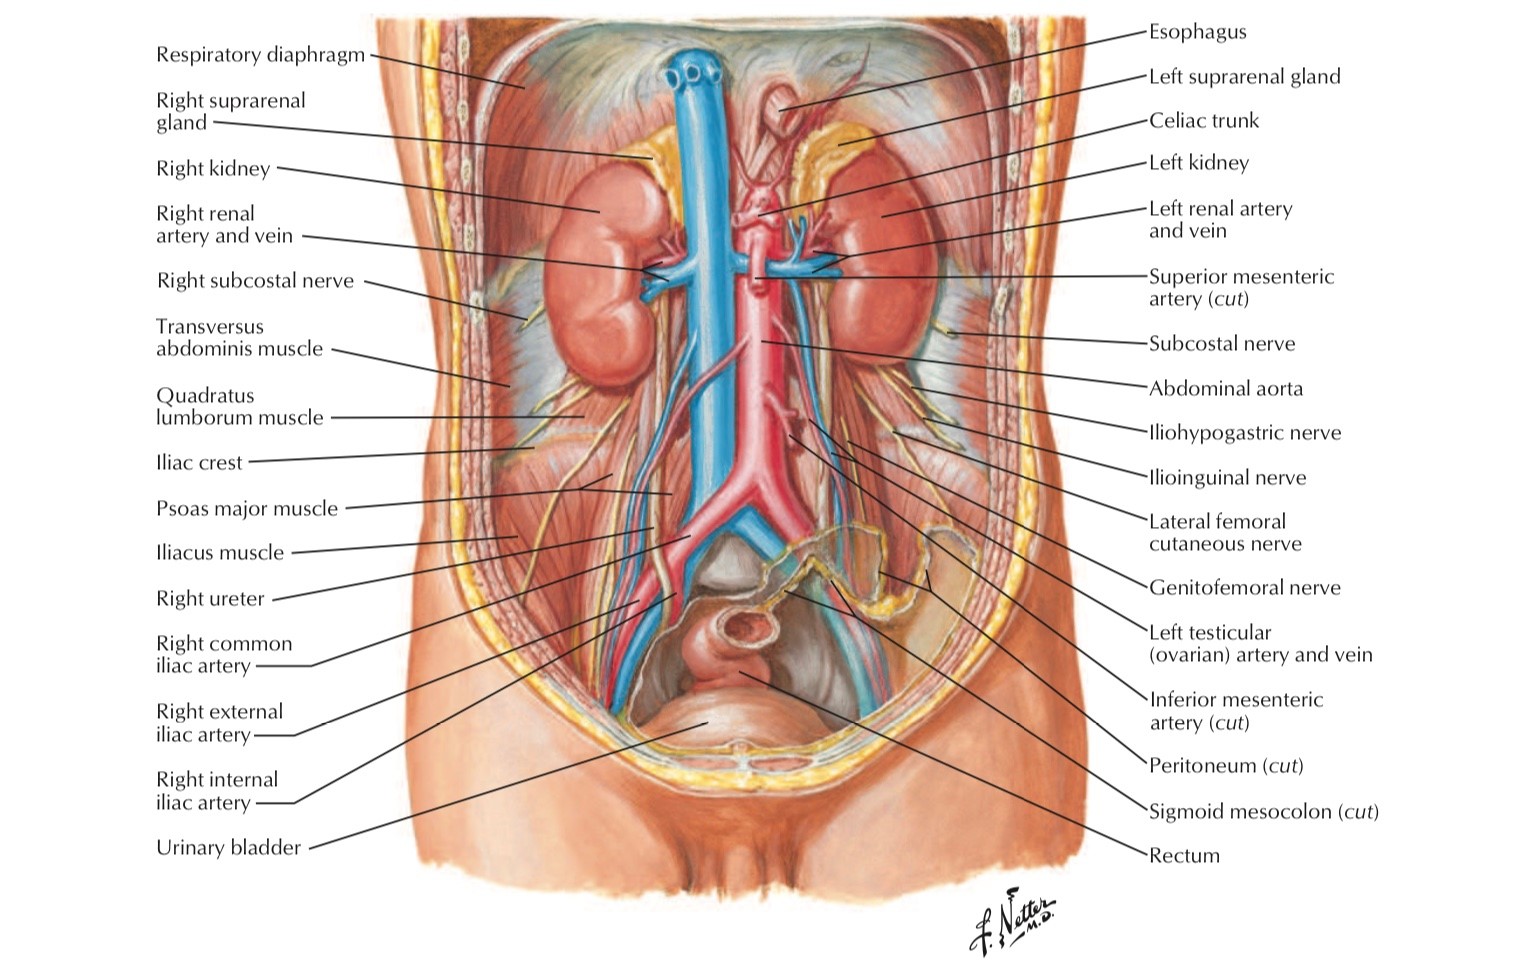 Respiratory diaphragm
Right suprarenal
gland
Right kidney
Right renal
artery and vein
Right subcostal nerve
Transversus
abdominis muscle
Quadratus
lumborum muscle
Iliac crest
Psoas major muscle
Iliacus muscle
Right ureter
Right common
iliac artery
Right external
iliac artery
Right internal
iliac artery
Urinary bladder
Esophagus
Left suprarenal gland
Celiac trunk
Left kidney
Left renal artery
and vein
Superior mesenteric
artery (cut)
Subcostal nerve
Abdominal aorta
Iliohypogastric nerve
Ilioinguinal nerve
Lateral femoral
cutaneous nerve
Genitofemoral nerve
Left testicular
(ovarian) artery and vein
Inferior mesenteric
artery (cut)
Peritoneum (cut)
Sigmoid mesocolon (cut)
Rectum
F. Netter
M.D.